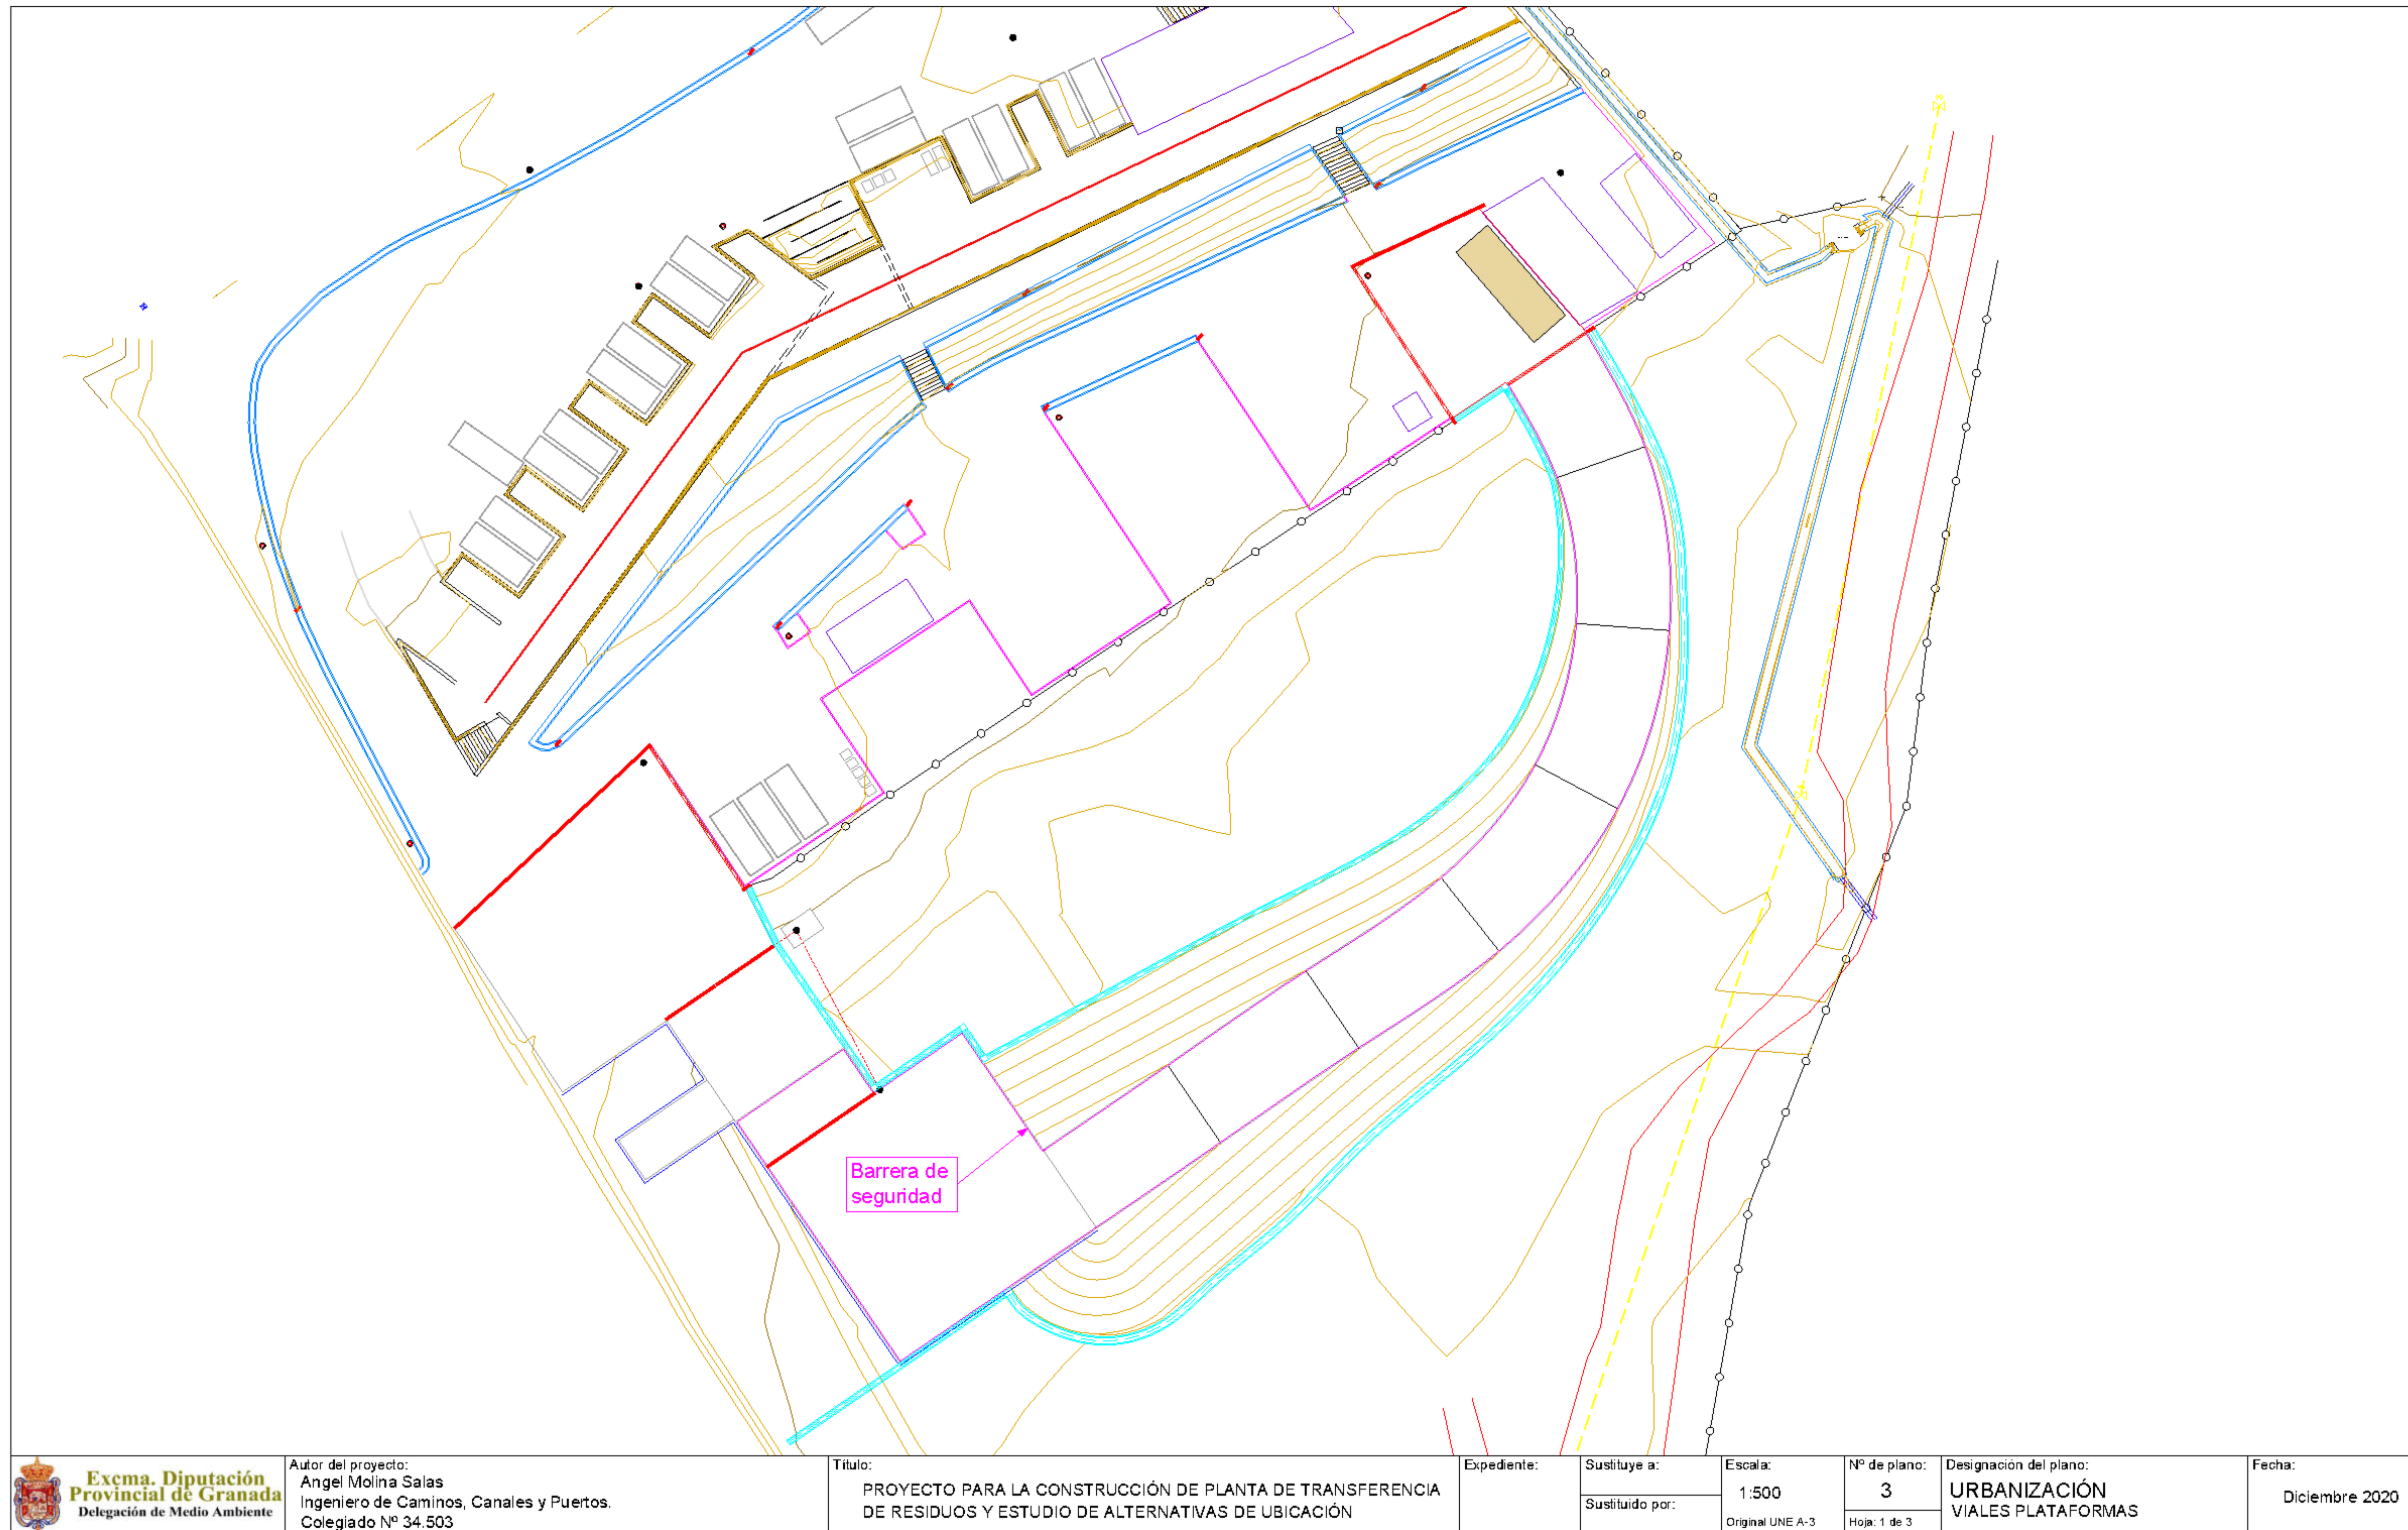 Barrera de
seguridad
Excma. Diputación
Provincial de Granada
Delegación de Medio Ambiente
Autor del proyecto:
Angel Molina Salas
Ingeniero de Caminos, Canales y Puertos.
Colegiado Nº 34.503
Título:
PROYECTO PARA LA CONSTRUCCIÓN DE PLANTA DE TRANSFERENCIA
DE RESIDUOS Y ESTUDIO DE ALTERNATIVAS DE UBICACIÓN
Expediente:
Sustituye a:
Sustituido por:
Escala:
1:500
Original UNE A-3
Nº de plano:
3
Hoja: 1 de 3
Designación del plano:
URBANIZACIÓN
VIALES PLATAFORMAS
Fecha:
Diciembre 2020